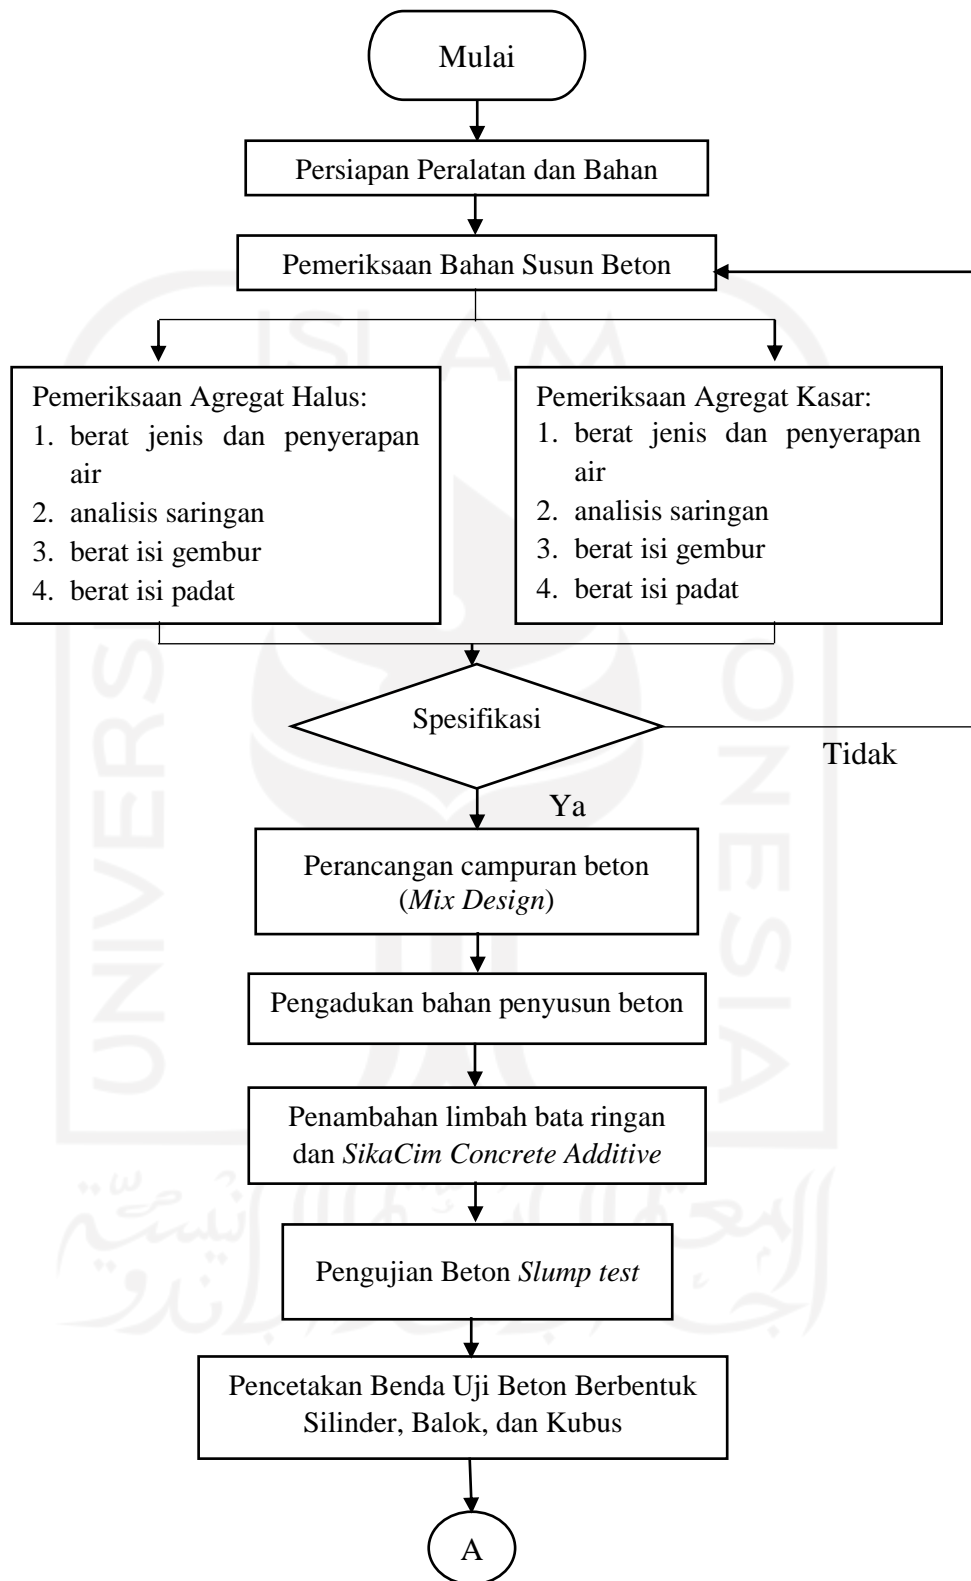 Mulai
Persiapan Peralatan dan Bahan
Pemeriksaan Bahan Susun Beton
Pemeriksaan Agregat Halus:
1. berat jenis dan penyerapan
air
2. analisis saringan
3. berat isi gembur
4. berat isi padat
Pemeriksaan Agregat Kasar:
1. berat jenis dan penyerapan
air
2. analisis saringan
3. berat isi gembur
4. berat isi padat
Spesifikasi
Tidak
Ya
Perancangan campuran beton
(Mix Design)
Pengadukan bahan penyusun beton
Penambahan limbah bata ringan
dan SikaCim Concrete Additive
Pengujian Beton Slump test
Pencetakan Benda Uji Beton Berbentuk
Silinder, Balok, dan Kubus
A
ISLAM